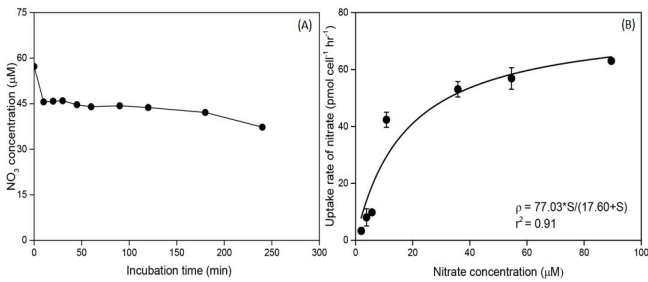 (A)
NO3 concentration (μM)
75
60
45
30
15
0
0 50 100 150 200 250 300
Incubation time (min)
(B)
Uptake rate of nitrate (pmol cell⁻¹ hr⁻¹)
80
60
40
20
0
ρ = 77.03*S/(17.60+S)
r² = 0.91
0 20 40 60 80 100
Nitrate concentration (μM)